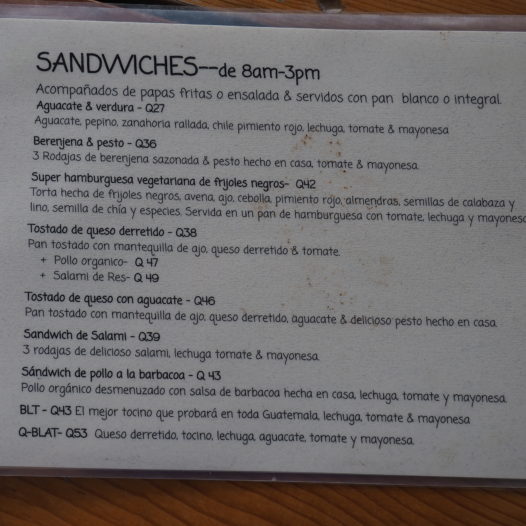 SANDWICHES--de 8am-3pm
Acompañados de papas fritas o ensalada & servidos con pan blanco o integral.
Aguacate & verdura - Q27
Aguacate, pepino, zanahoria rallada, chile pimiento rojo, lechuga, tomate & mayonesa
Berenjena & pesto - Q36
3 Rodajas de berenjena sazonada & pesto hecho en casa, tomate & mayonesa.
Super hamburguesa vegetariana de frijoles negros- Q42
Torta hecha de frijoles negros, avena, ajo, cebolla, pimiento rojo, almendras, semillas de calabaza y
lino, semilla de chía y especies. Servida en un pan de hamburguesa con tomate, lechuga y mayonesa
Tostado de queso derretido - Q38
Pan tostado con mantequilla de ajo, queso derretido & tomate.
+ Pollo organico- Q 47
+ Salami de Res- Q 49
Tostado de queso con aguacate - Q46
Pan tostado con mantequilla de ajo, queso derretido, aguacate & delicioso pesto hecho en casa.
Sandwich de Salami - Q39
3 rodajas de delicioso salami, lechuga tomate & mayonesa.
Sándwich de pollo a la barbacoa - Q 43
Pollo orgánico desmenuzado con salsa de barbacoa hecha en casa, lechuga, tomate y mayonesa.
BLT - Q43 El mejor tocino que probará en toda Guatemala, lechuga, tomate & mayonesa
Q-BLAT- Q53 Queso derretido, tocino, lechuga, aguacate, tomate y mayonesa.